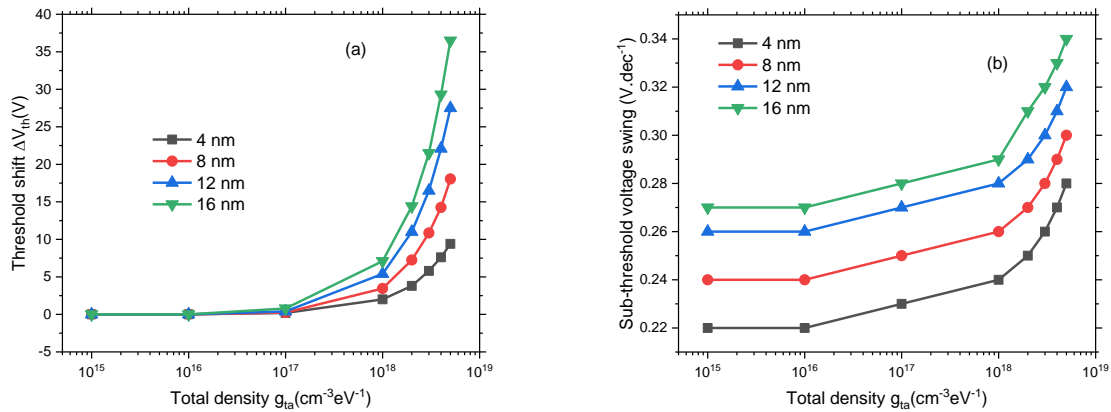 40
35
30
25
20
15
10
5
0
-5
Threshold shift ΔVth(V)
(a)
4 nm
8 nm
12 nm
16 nm
10^15
10^16
10^17
10^18
10^19
Total density gta(cm-3eV-1)
0.34
0.32
0.30
0.28
0.26
0.24
0.22
Sub-threshold voltage swing (V.dec-1)
4 nm
8 nm
12 nm
16 nm
(b)
10^15
10^16
10^17
10^18
10^19
Total density gta(cm-3eV-1)